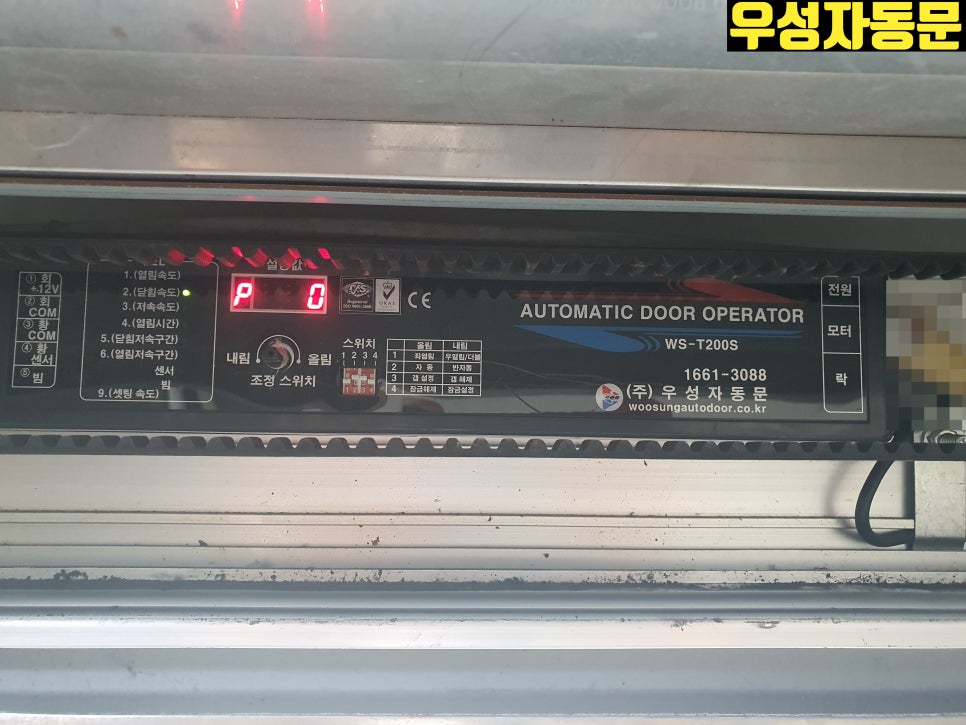 우성자동문
① 회
+.12V
② 회
COM
③ 황
COM
④ 황
센서
⑤ 빔
1.(열림속도)
2.(닫힘속도)
3.(저속속도)
4.(열림시간)
5.(닫힘저속구간)
6.(열림저속구간)
센서
빔
9.(셋팅 속도)
설정값
P 0
내림
올림
조정 스위치
스위치
1 2 3 4
CE
올림 내림
1 좌열림 우열림/더블
2 자 동 반자동
3 갭 설정 갭 해제
4 잠금해제 잠금설정
AUTOMATIC DOOR OPERATOR
WS-T200S
1661-3088
(주) 우 성 자 동 문
woosungautodoor.co.kr
전원
모터
락